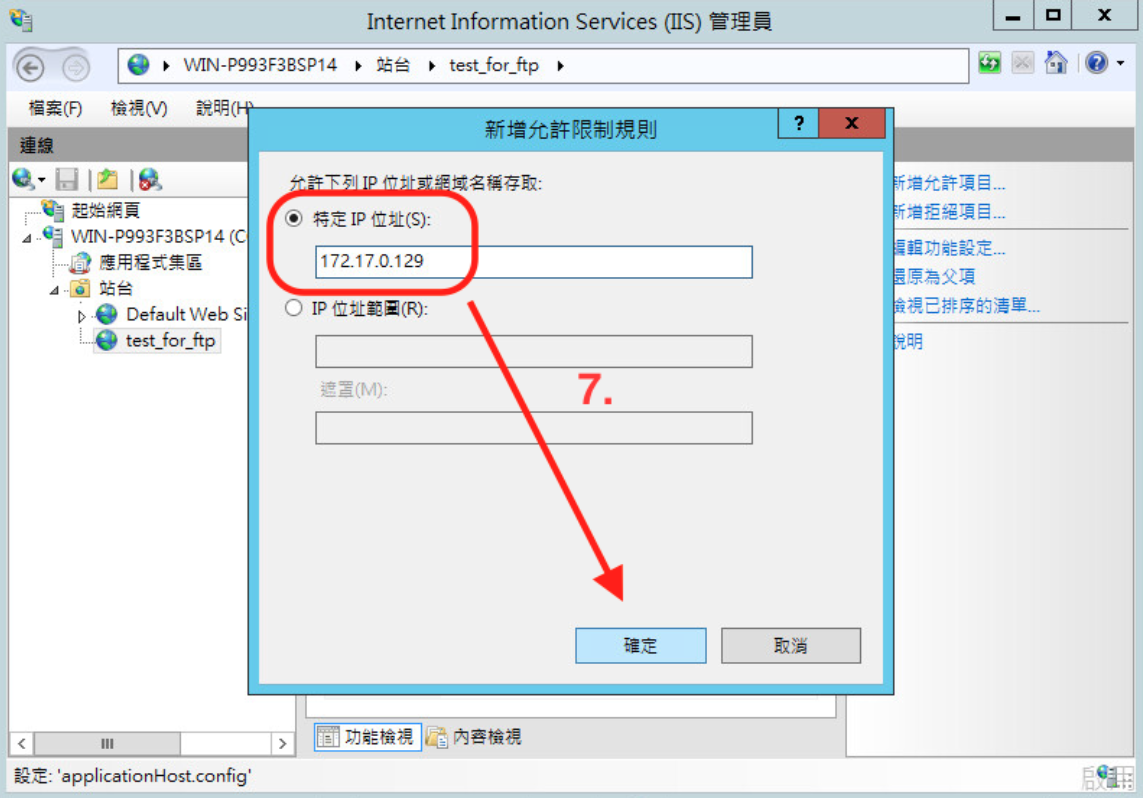 Internet Information Services (IIS) 管理員
WIN-P993F3BSP14 站台 test_for_ftp
檔案(F) 檢視(V) 說明(H)
連線
起始網頁
WIN-P993F3BSP14 (C
應用程式集區
站台
Default Web Si
test_for_ftp
新增允許限制規則
? X
允許下列 IP 位址或網域名稱存取:
特定 IP 位址(S):
172.17.0.129
IP 位址範圍(R):
遮罩(M):
7.
確定 取消
新增允許項目...
新增拒絕項目...
編輯功能設定...
還原為父項
檢視已排序的清單...
說明
功能檢視 內容檢視
設定: 'applicationHost.config'